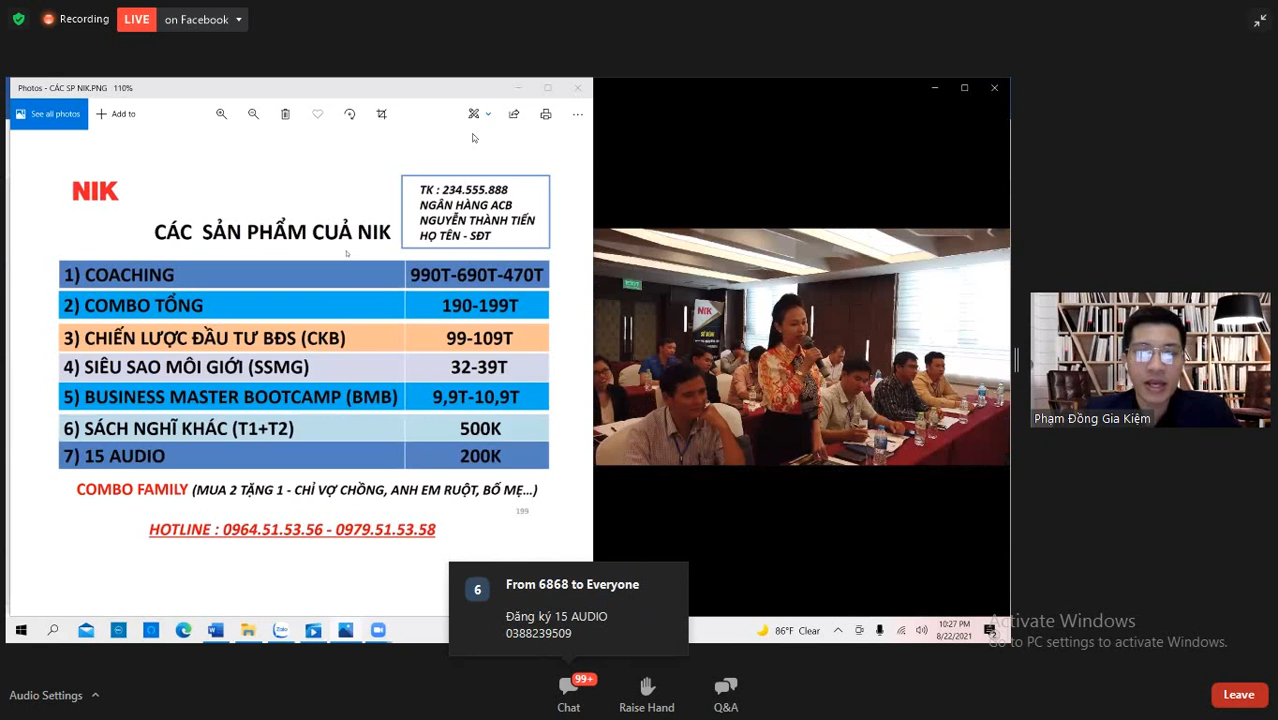 Recording
LIVE on Facebook
Photos - CÁC SP NIK.PNG 110%
See all photos
Add to
NIK
TK : 234.555.888
NGÂN HÀNG ACB
NGUYỄN THÀNH TIẾN
HỌ TÊN - SĐT
CÁC SẢN PHẨM CUẢ NIK
1) COACHING 990T-690T-470T
2) COMBO TỔNG 190-199T
3) CHIẾN LƯỢC ĐẦU TƯ BĐS (CKB) 99-109T
4) SIÊU SAO MÔI GIỚI (SSMG) 32-39T
5) BUSINESS MASTER BOOTCAMP (BMB) 9,9T-10,9T
6) SÁCH NGHĨ KHÁC (T1+T2) 500K
7) 15 AUDIO 200K
COMBO FAMILY (MUA 2 TẶNG 1 - CHỈ VỢ CHỒNG, ANH EM RUỘT, BỐ MẸ...)
199
HOTLINE : 0964.51.53.56 - 0979.51.53.58
NIK
Phạm Đồng Gia Kiệm
6
From 6868 to Everyone
Đăng ký 15 AUDIO
0388239509
86°F Clear
10:27 PM
8/22/2021
Activate Windows
Go to PC settings to activate Windows.
Audio Settings
99+
Chat
Raise Hand
Q&A
Leave